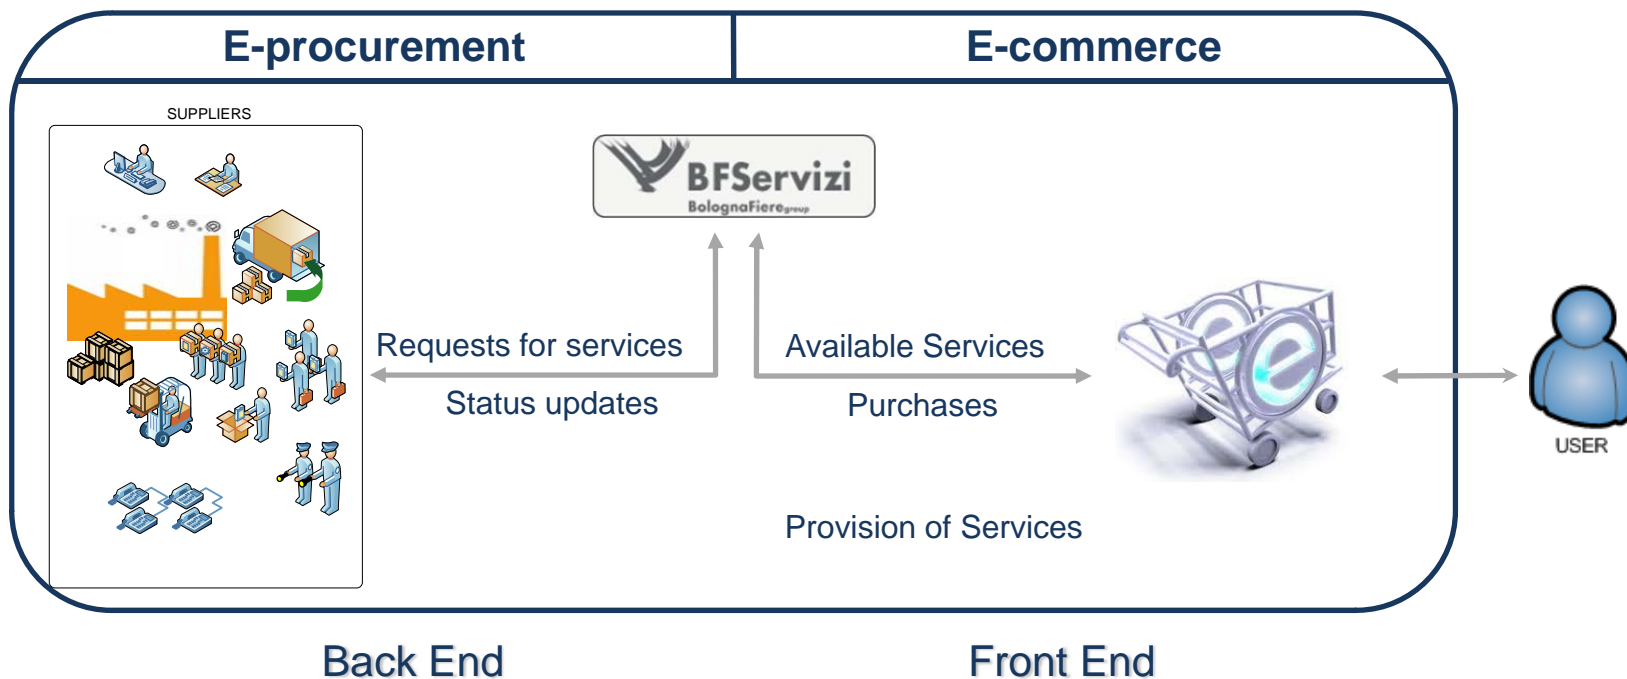 E-procurement
E-commerce
SUPPLIERS
BFServizi
BolognaFiere group
Requests for services
Status updates
Available Services
Purchases
USER
Provision of Services
Back End
Front End